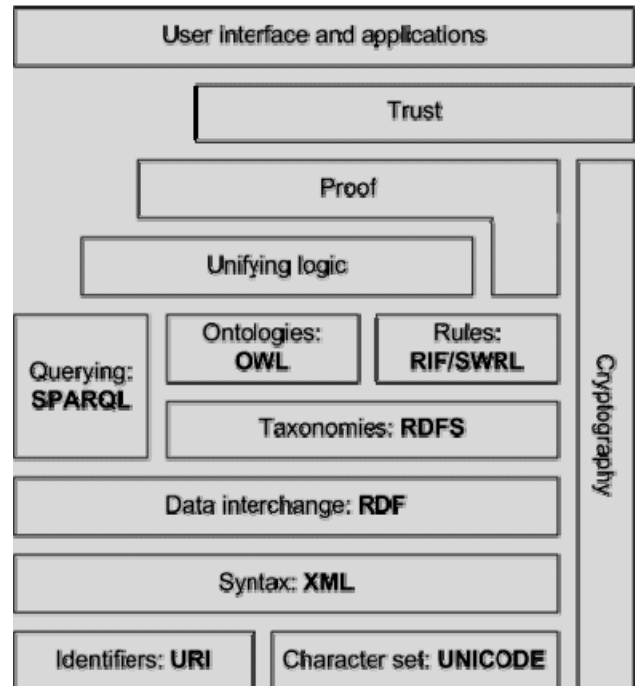 User interface and applications
Trust
Proof
Unifying logic
Ontologies:
OWL
Rules:
RIF/SWRL
Querying:
SPARQL
Taxonomies: RDFS
Cryptography
Data interchange: RDF
Syntax: XML
Identifiers: URI
Character set: UNICODE